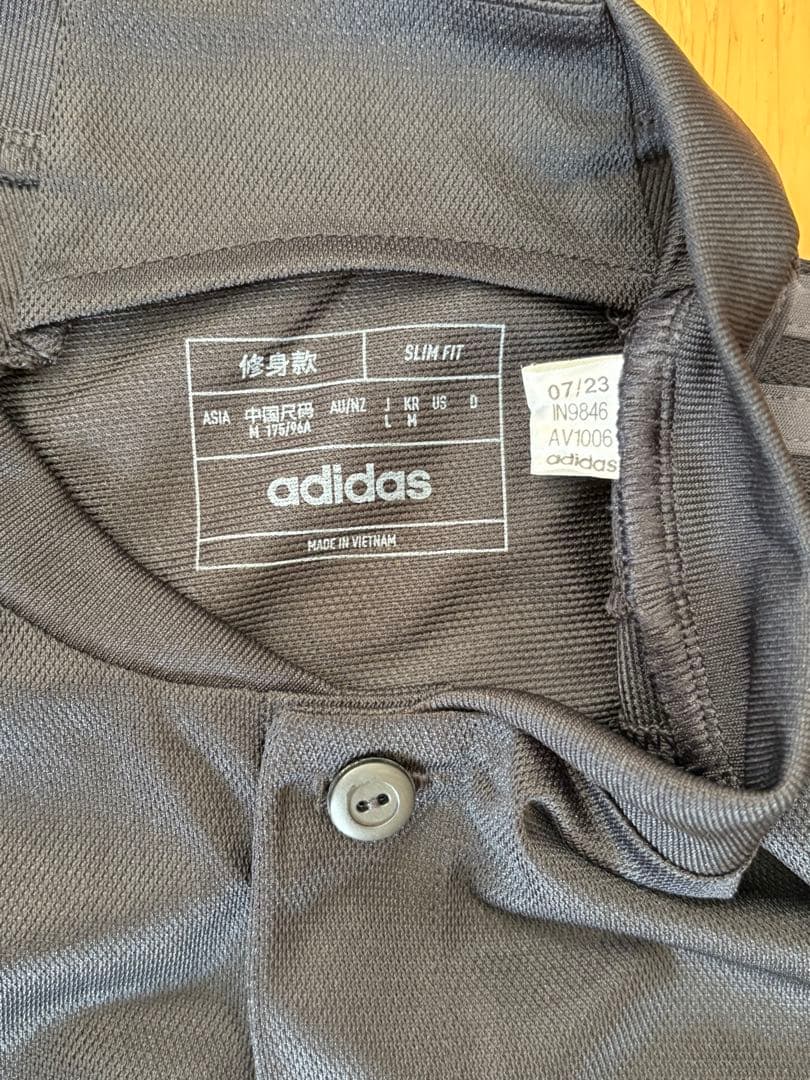 修身款
SLIM FIT
ASIA 中国尺码 AU/NZ J KR US D
M 175/96A L M
adidas
MADE IN VIETNAM
07/23
IN9846
AV1006
adidas